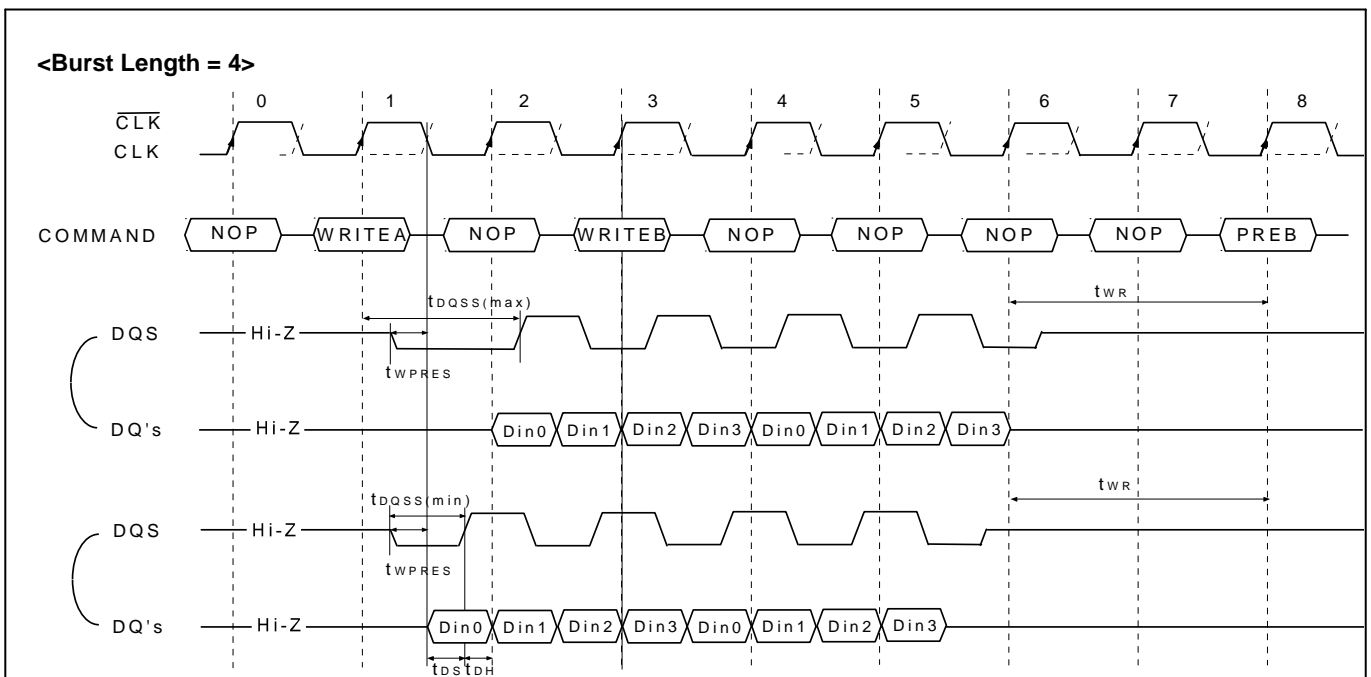 <Burst Length = 4>
0 1 2 3 4 5 6 7 8
CLK
CLK
COMMAND NOP WRITEA NOP WRITEB NOP NOP NOP NOP PREB
tDQSS(max) tWR
DQS Hi-Z
tWPRES
DQ's Hi-Z Din0 Din1 Din2 Din3 Din0 Din1 Din2 Din3
tDQSS(min) tWR
DQS Hi-Z
tWPRES
DQ's Hi-Z Din0 Din1 Din2 Din3 Din0 Din1 Din2 Din3
tDS tDH